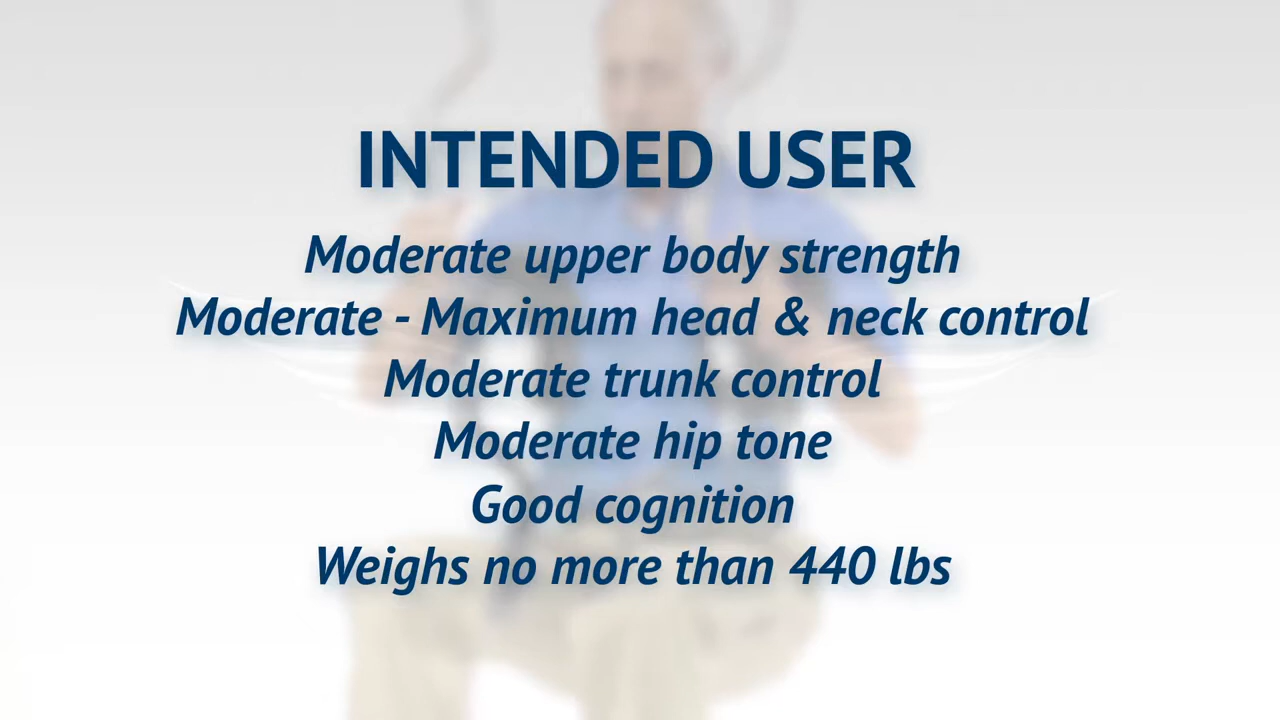 INTENDED USER
Moderate upper body strength
Moderate - Maximum head & neck control
Moderate trunk control
Moderate hip tone
Good cognition
Weighs no more than 440 lbs